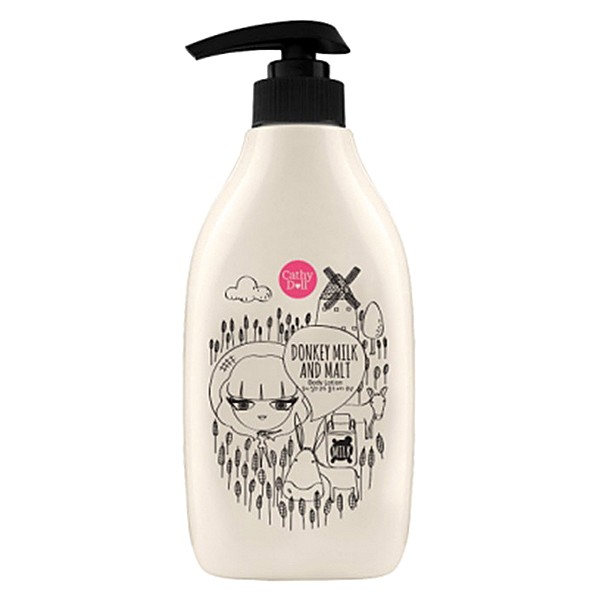 Cathy
Doll
DONKEY MILK
AND MALT
Body Lotion
MILK